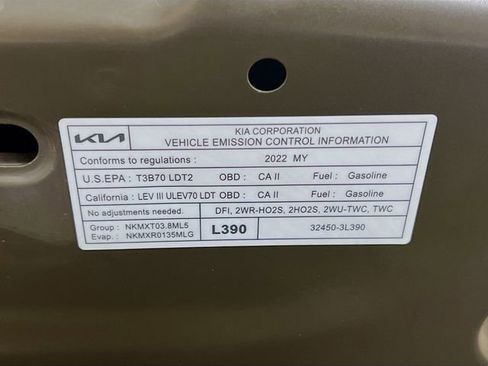 KIA
KIA CORPORATION
VEHICLE EMISSION CONTROL INFORMATION
Conforms to regulations : 2022 MY
U.S.EPA : T3B70 LDT2 OBD : CA II Fuel : Gasoline
California : LEV III ULEV70 LDT OBD : CA II Fuel : Gasoline
No adjustments needed. DFI, 2WR-HO2S, 2HO2S, 2WU-TWC, TWC
Group : NKMXT03.8ML5
Evap. : NKMXR0135MLG
L390
32450-3L390